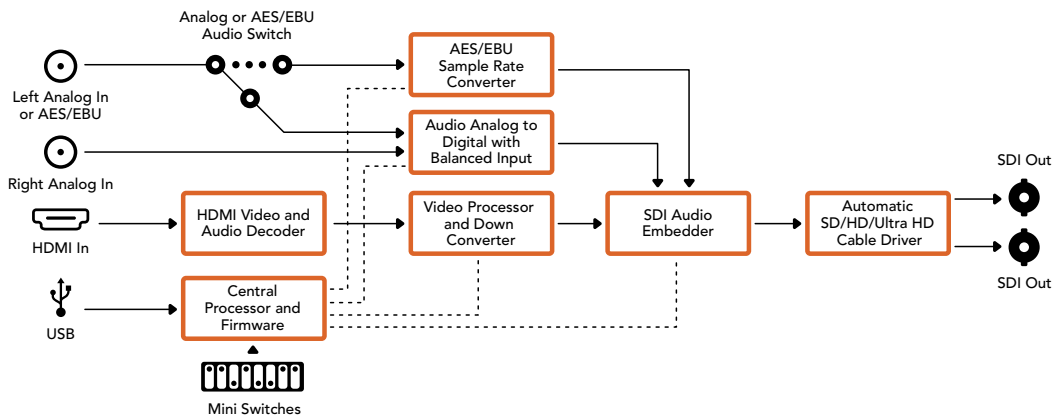 Analog or AES/EBU
Audio Switch
Left Analog In
or AES/EBU
AES/EBU
Sample Rate
Converter
Right Analog In
Audio Analog to
Digital with
Balanced Input
HDMI In
HDMI Video and
Audio Decoder
Video Processor
and Down
Converter
SDI Audio
Embedder
Automatic
SD/HD/Ultra HD
Cable Driver
SDI Out
SDI Out
USB
Central
Processor and
Firmware
Mini Switches